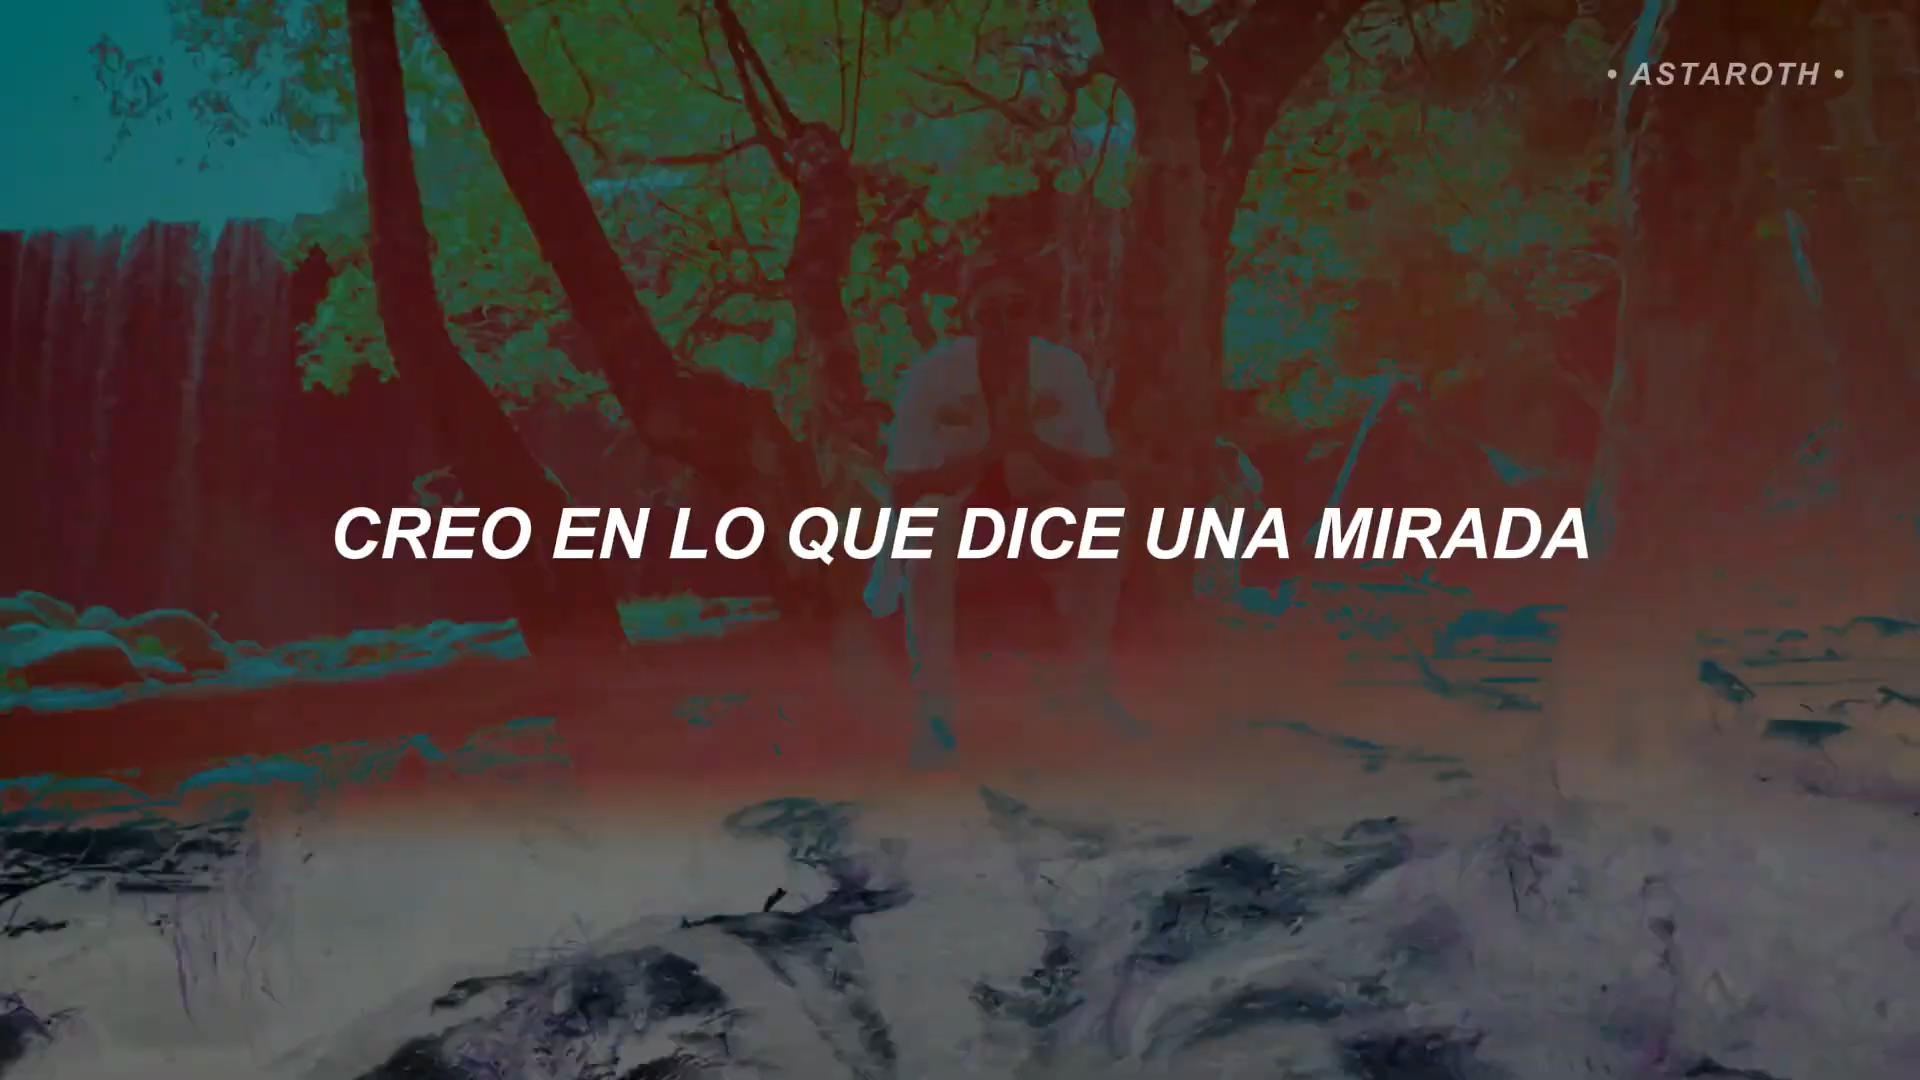 • ASTAROTH •
CREO EN LO QUE DICE UNA MIRADA